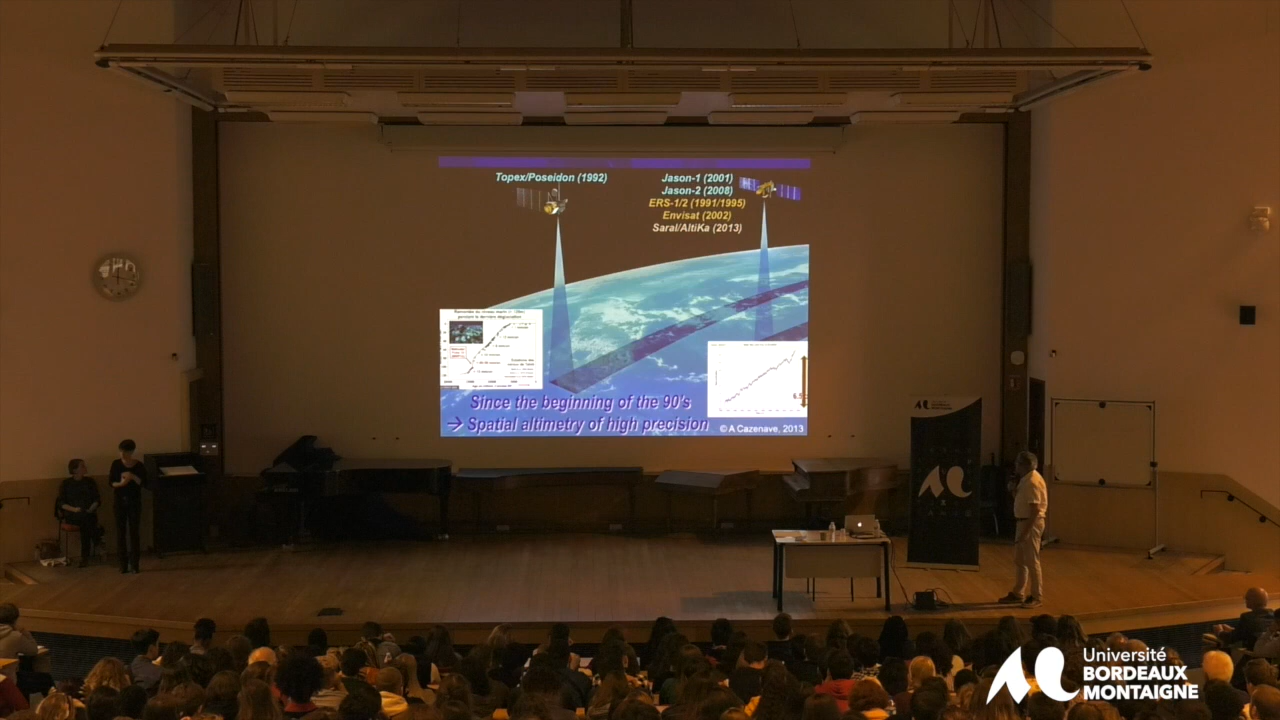 Topex/Poseidon (1992)
Jason-1 (2001)
Jason-2 (2008)
ERS-1/2 (1991/1995)
Envisat (2002)
Saral/AltiKa (2013)
Since the beginning of the 90's
→ Spatial altimetry of high precision
© A Cazenave, 2013
Université
BORDEAUX
MONTAIGNE